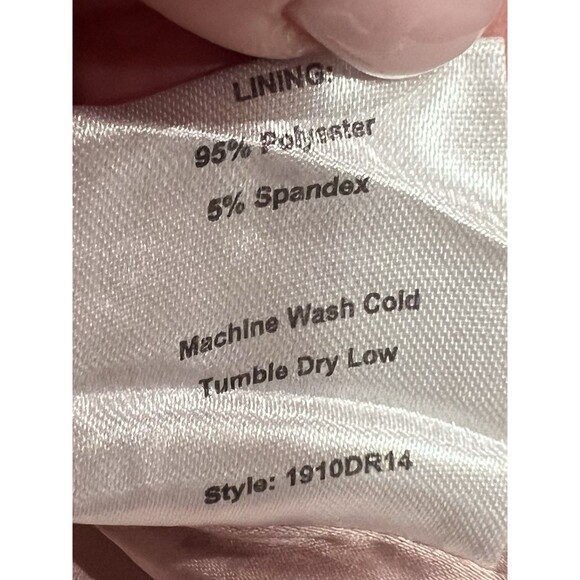 LINING:
95% Polyester
5% Spandex
Machine Wash Cold
Tumble Dry Low
Style: 1910DR14